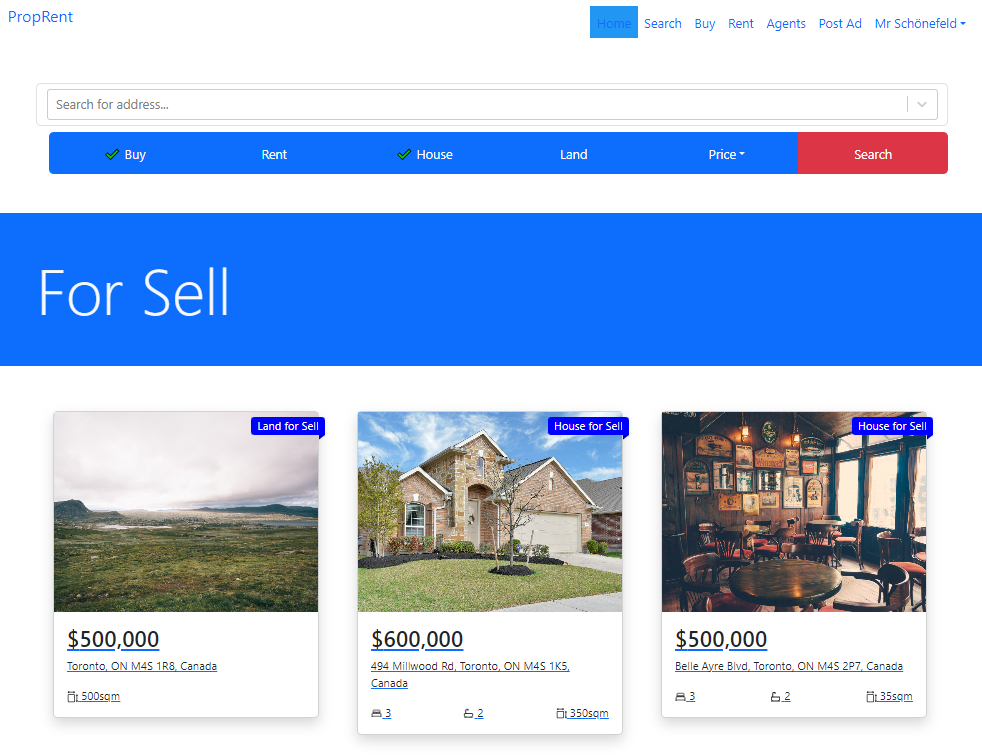 PropRent
Home Search Buy Rent Agents Post Ad Mr Schönefeld
Search for address...
Buy Rent House Land Price Search
For Sell
Land for Sell
$500,000
Toronto, ON M4S 1R8, Canada
500sqm
House for Sell
$600,000
494 Millwood Rd, Toronto, ON M4S 1K5,
Canada
3 2 350sqm
House for Sell
$500,000
Belle Ayre Blvd, Toronto, ON M4S 2P7, Canada
3 2 35sqm